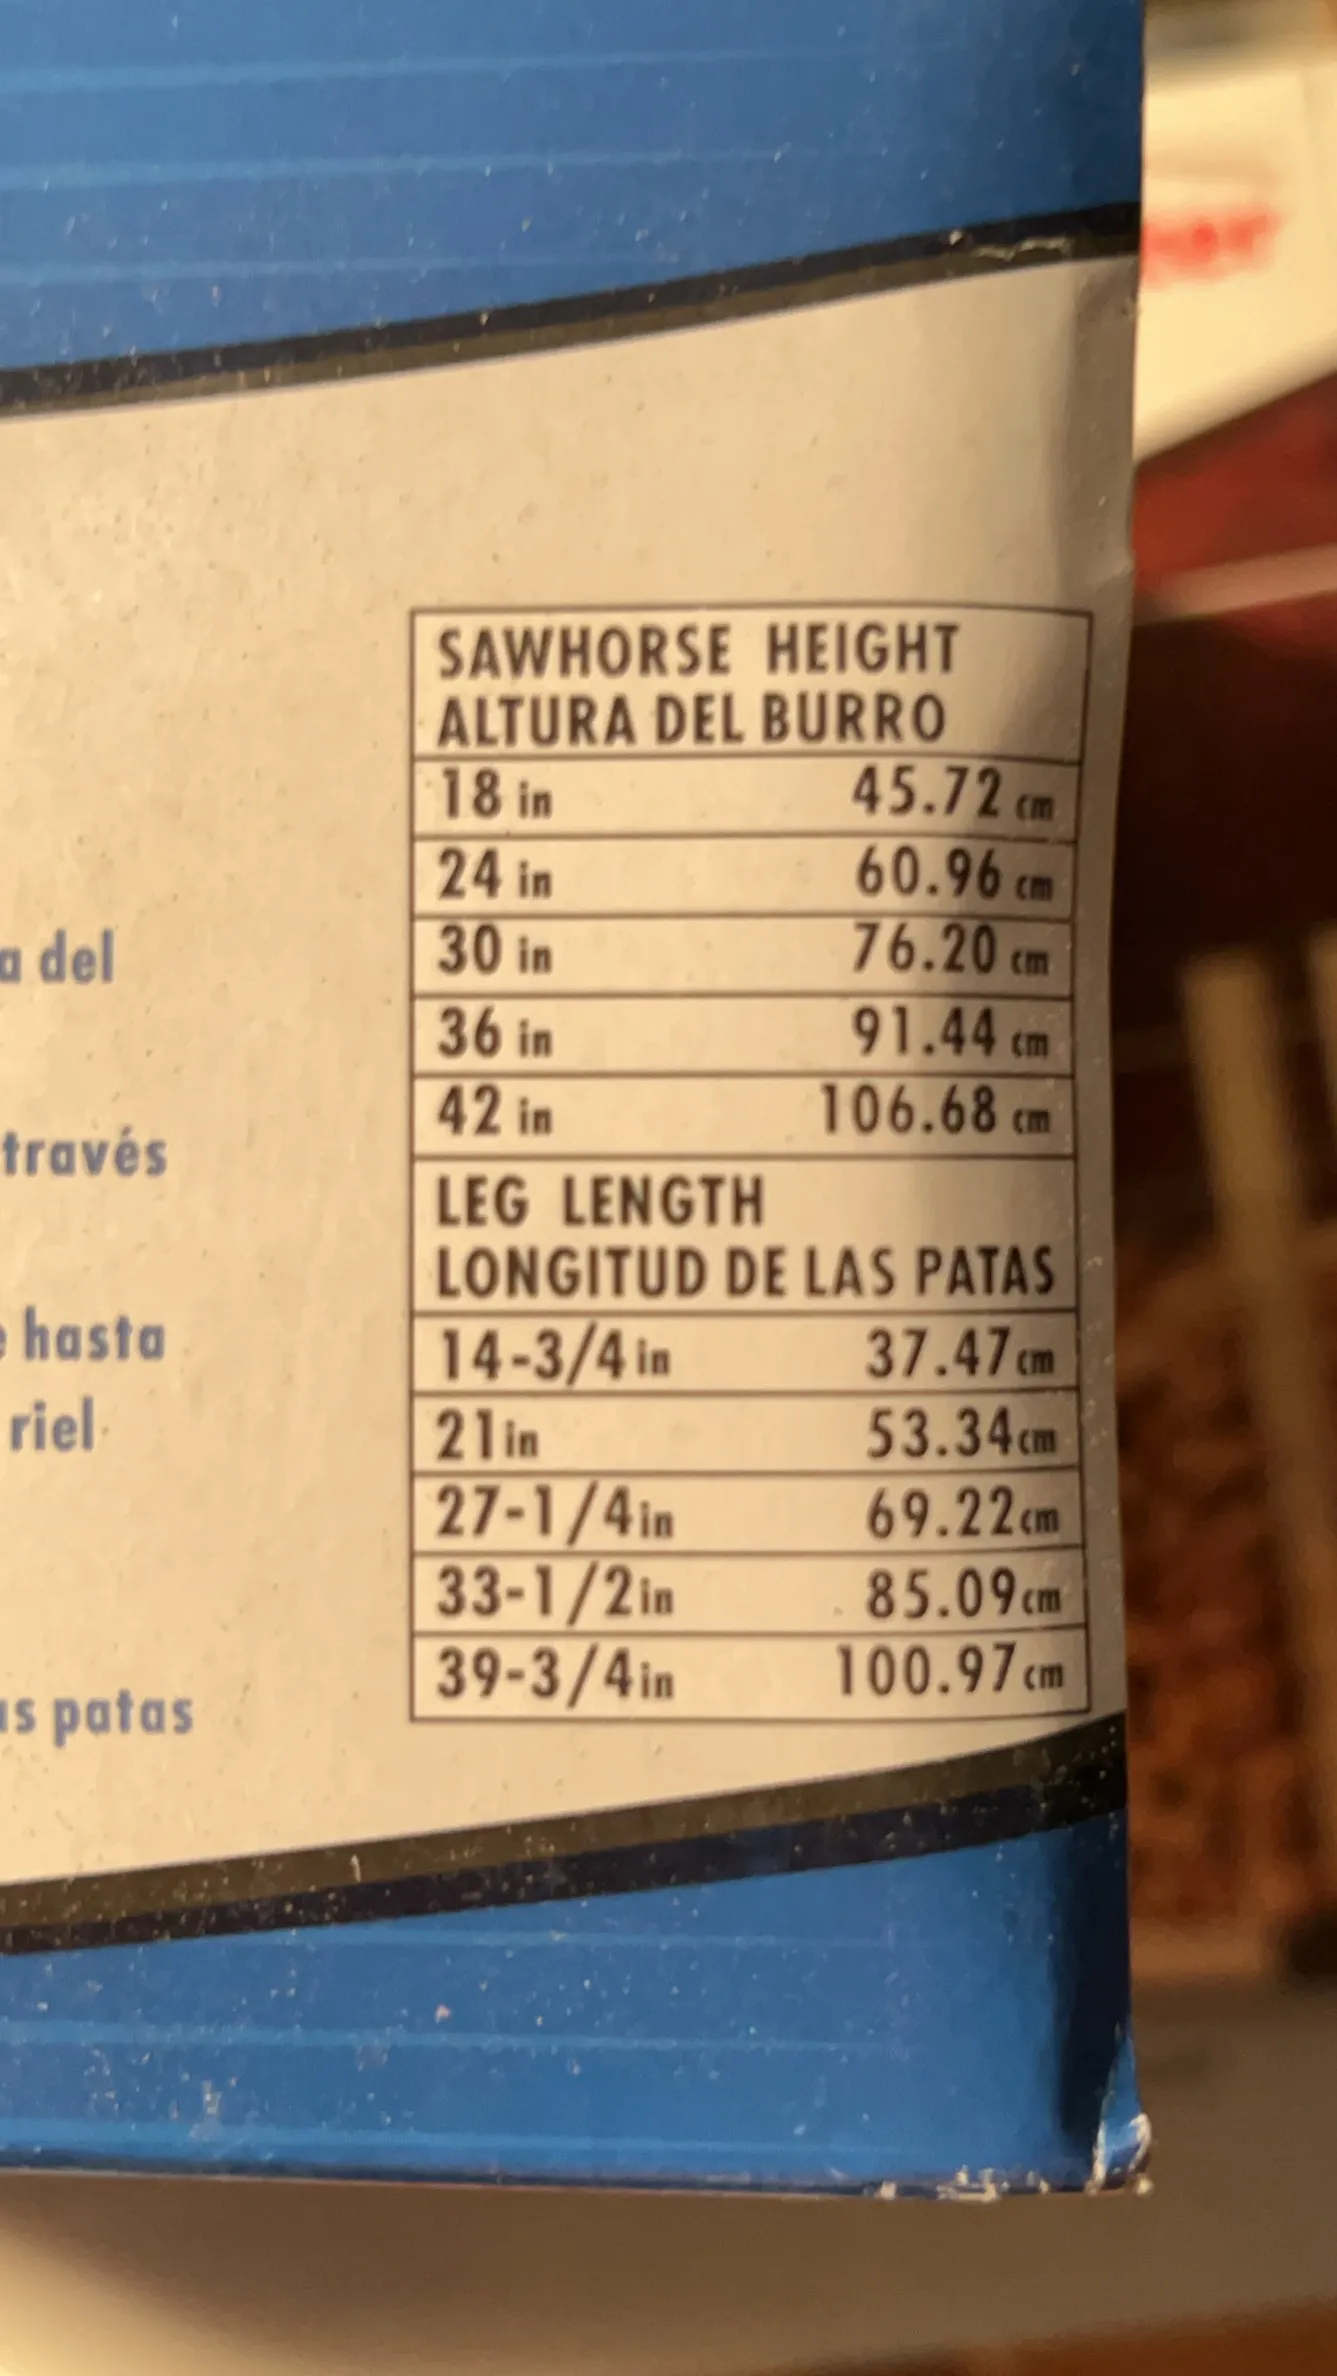 a del
través
hasta
riel
patas
SAWHORSE HEIGHT
ALTURA DEL BURRO
18 in 45.72 cm
24 in 60.96 cm
30 in 76.20 cm
36 in 91.44 cm
42 in 106.68 cm
LEG LENGTH
LONGITUD DE LAS PATAS
14-3/4 in 37.47 cm
21 in 53.34 cm
27-1/4 in 69.22 cm
33-1/2 in 85.09 cm
39-3/4 in 100.97 cm